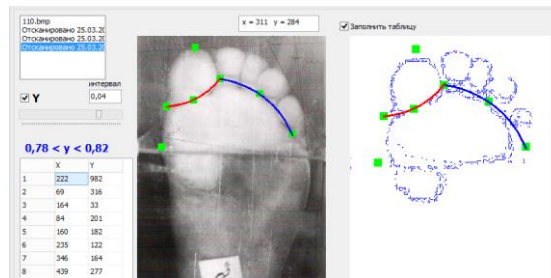 110.bmp
Отсканировано 25.03.20
Отсканировано 25.03.20
Отсканировано 25.03.20
x = 311 y = 284
Заполнить таблицу
интервал
Y
0,04
0,78 < y < 0,82
X Y
1 222 982
2 69 316
3 164 33
4 84 201
5 160 182
6 235 122
7 346 164
8 439 277
1